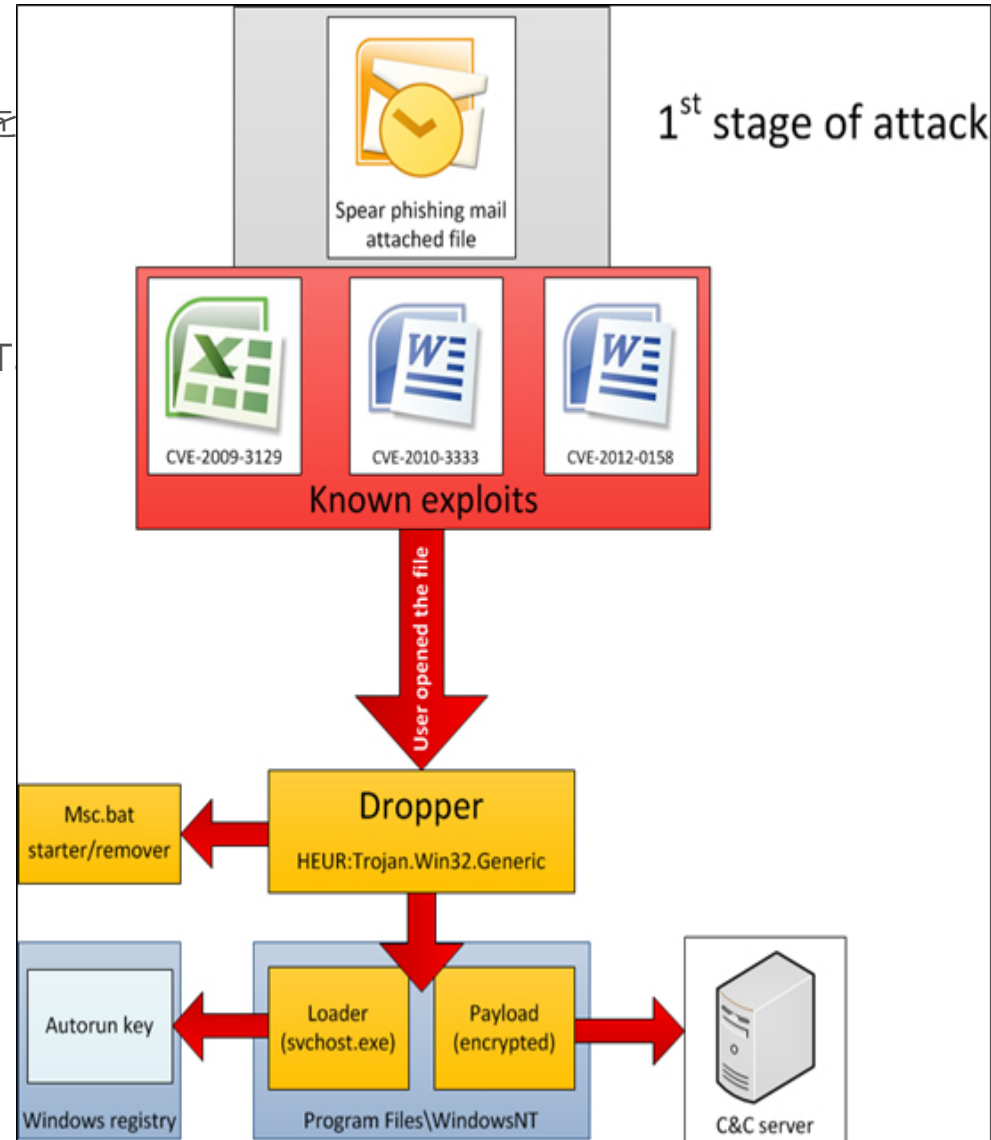 1st stage of attack
Spear phishing mail
attached file
CVE-2009-3129
CVE-2010-3333
CVE-2012-0158
Known exploits
User opened the file
Msc.bat
starter/remover
Dropper
HEUR:Trojan.Win32.Generic
Autorun key
Windows registry
Loader
(svchost.exe)
Payload
(encrypted)
Program Files\WindowsNT
C&C server